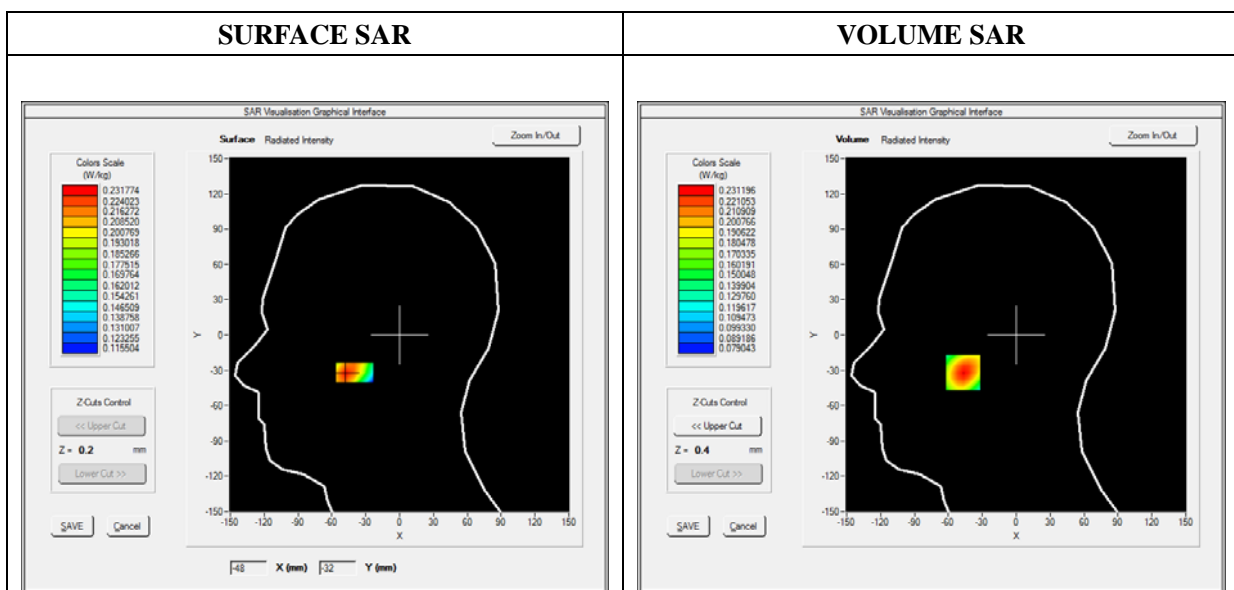 SURFACE SAR
SAR Visualisation Graphical Interface
Surface Radiated Intensity
Zoom In/Out
Colors Scale
(W/kg)
0.231774
0.224023
0.216272
0.208520
0.200769
0.193018
0.185266
0.177515
0.169764
0.162012
0.154261
0.146509
0.138758
0.131007
0.123255
0.115504
Z-Cuts Control
<< Upper Cut
Z = 0.2 mm
Lower Cut >>
SAVE Cancel
150
120
90
60
30
0
-30
-60
-90
-120
-150
Y
-150 -120 -90 -60 -30 0 30 60 90 120 150
X
-48 X (mm) -32 Y (mm)
VOLUME SAR
SAR Visualisation Graphical Interface
Volume Radiated Intensity
Zoom In/Out
Colors Scale
(W/kg)
0.231196
0.221053
0.210909
0.200766
0.190622
0.180478
0.170335
0.160191
0.150048
0.139904
0.129760
0.119617
0.109473
0.099330
0.089186
0.079043
Z-Cuts Control
<< Upper Cut
Z = 0.4 mm
Lower Cut >>
SAVE Cancel
150
120
90
60
30
0
-30
-60
-90
-120
-150
Y
-150 -120 -90 -60 -30 0 30 60 90 120 150
X